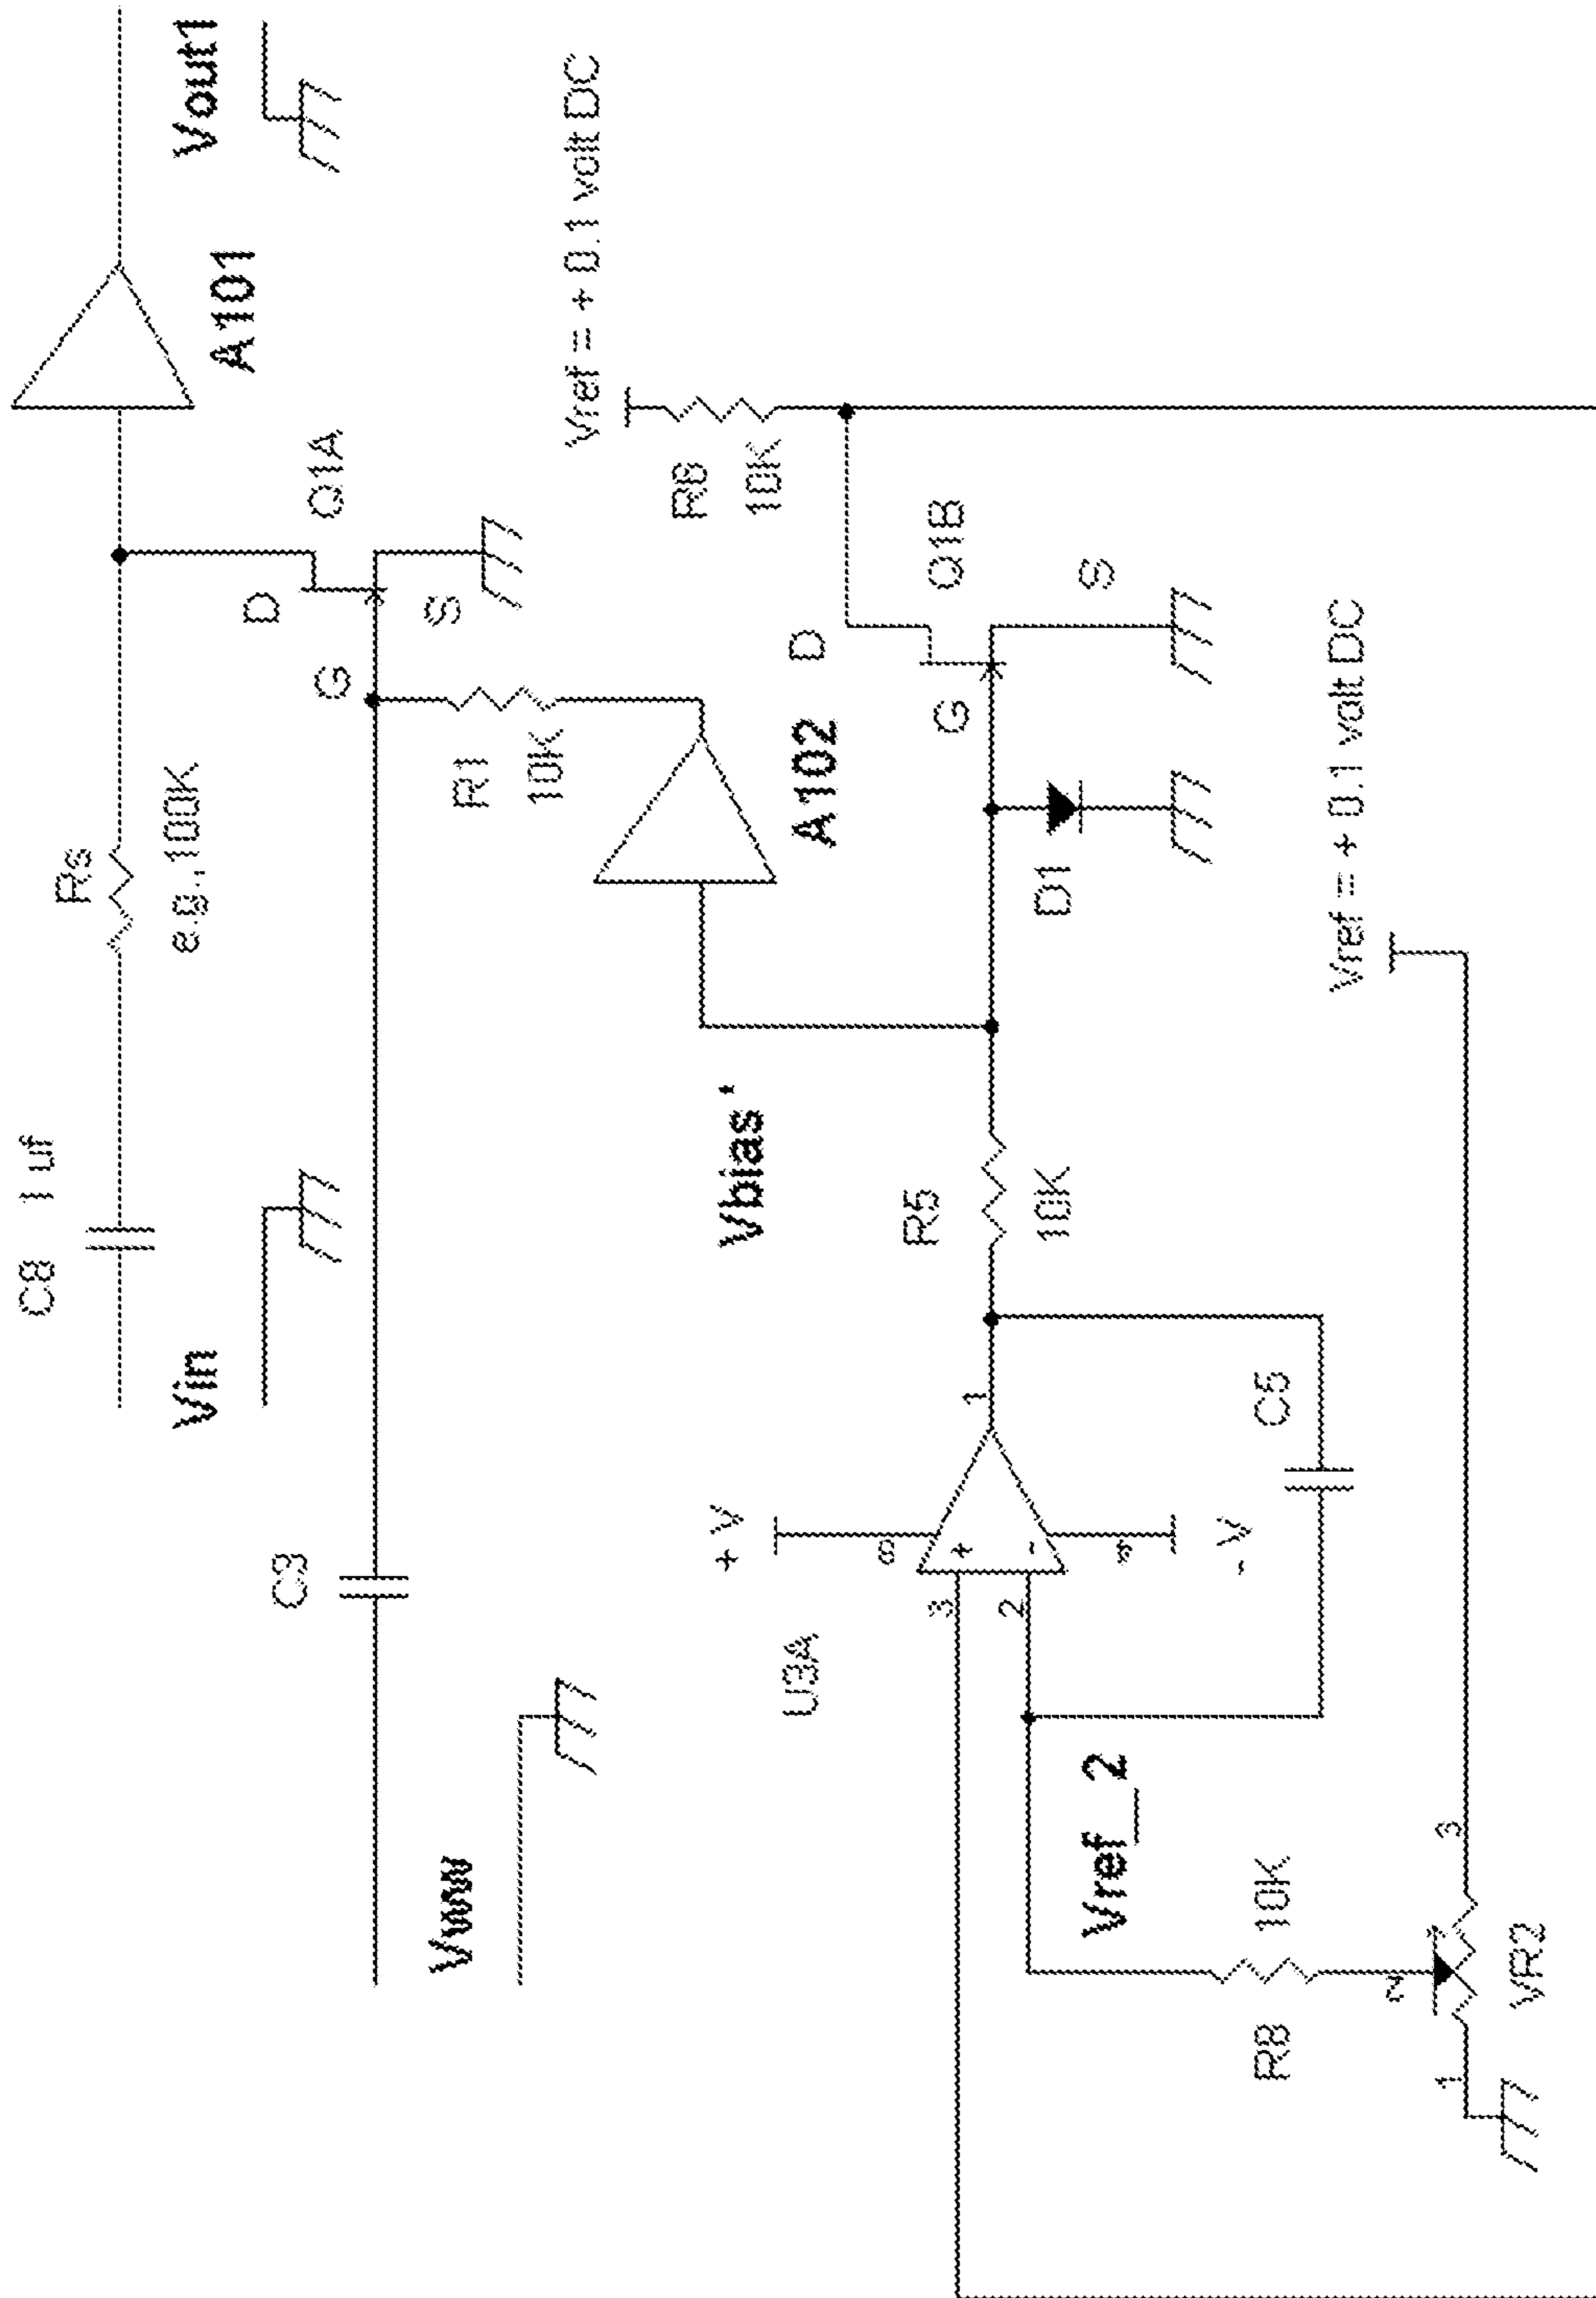 C8 1 uf
Rs
e.g.,100K
Vin
A101
Vout1
D
Q1A
G
S
C3
R1
10K
Vww
Vref = + 0.1 volt DC
R6
10K
A102
D
Q1B
G
S
Vbias'
U3A
+ V
8
3
+
2
-
1
4
- V
R5
10K
D1
C5
Vref_2
R8
10K
2
1
3
VR2
Vref = + 0.1 volt DC